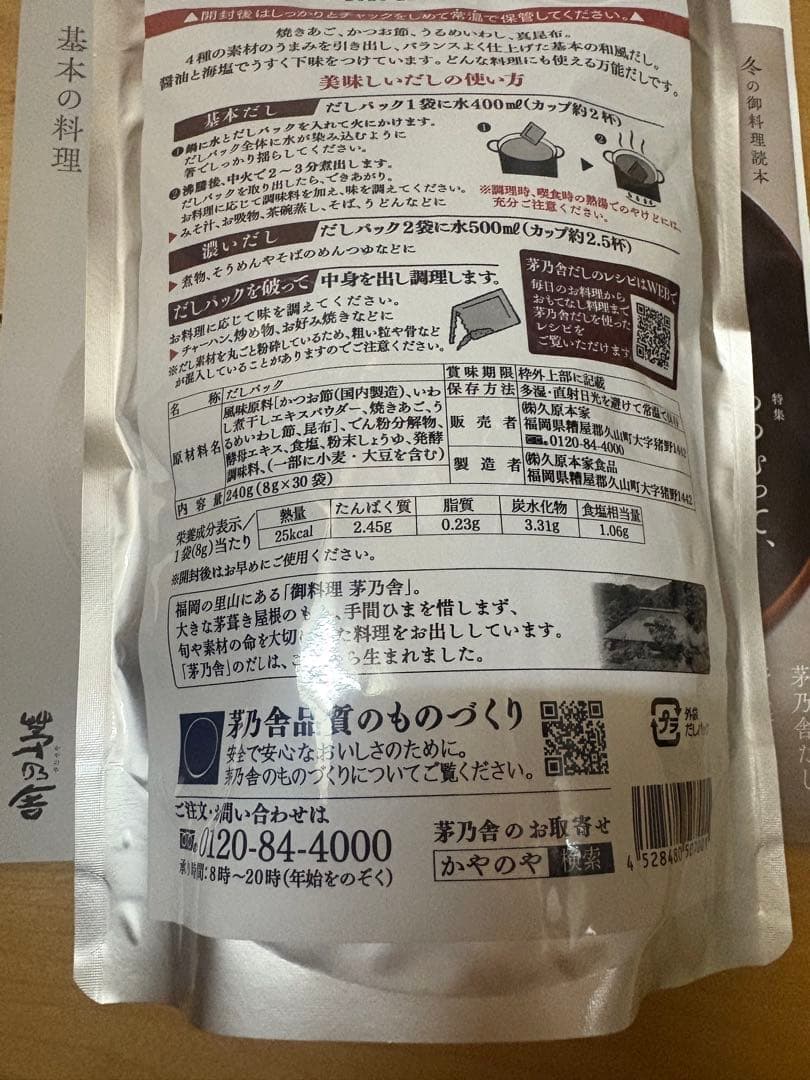 ▲開封後はしっかりとチャックをしめて常温で保管してください。▲
焼きあご、かつお節、うるめいわし、真昆布。
4種の素材のうまみを引き出し、バランスよく仕上げた基本の和風だし。
醤油と海塩でうすく下味をつけています。どんな料理にも使える万能だしです。
美味しいだしの使い方
基本だし だしパック1袋に水400㎖(カップ約2杯)
❶鍋に水とだしパックを入れて火にかけます。
だしパック全体に水が染み込むように
箸でしっかり揺らしてください。
❷沸騰後、中火で2～3分煮出します。
だしパックを取り出したら、できあがり。
お料理に応じて調味料を加え、味を調えてください。
▶みそ汁、お吸物、茶碗蒸し、そば、うどんなどに
❶ ▶ ❷
※調理時、喫食時の熱湯でのやけどには、
充分ご注意ください。
濃いだし だしパック2袋に水500㎖(カップ約2.5杯)
▶煮物、そうめんやそばのめんつゆなどに
だしパックを破って 中身を出し調理します。
お料理に応じて味を調えてください。
▶チャーハン、炒め物、お好み焼きなどに
※だし素材を丸ごと粉砕しているため、粗い粒や骨など
が混入していることがありますのでご注意ください。
茅乃舎だしのレシピはWEBで
毎日のお料理から
おもてなし料理まで
茅乃舎だしを使った
レシピを
ご覧いただけます
名 称 だしパック
原材料名 風味原料[かつお節(国内製造)、いわ
し煮干しエキスパウダー、焼きあご、う
るめいわし節、昆布]、でん粉分解物、
酵母エキス、食塩、粉末しょうゆ、発酵
調味料、(一部に小麦・大豆を含む)
内容量 240g(8g×30袋)
賞味期限 枠外上部に記載
保存方法 多湿・直射日光を避けて常温で保存
販売者 ㈱久原本家
福岡県糟屋郡久山町大字猪野1442
0120-84-4000
製造者 ㈱久原本家食品
福岡県糟屋郡久山町大字猪野1442
栄養成分表示/
1袋(8g)当たり
熱量 たんぱく質 脂質 炭水化物 食塩相当量
25kcal 2.45g 0.23g 3.31g 1.06g
※開封後はお早めにご使用ください。
福岡の里山にある「御料理 茅乃舎」。
大きな茅葺き屋根のもと、手間ひまを惜しまず、
旬や素材の命を大切にした料理をお出ししています。
「茅乃舎」のだしは、ここから生まれました。
茅乃舎品質のものづくり
安全で安心なおいしさのために。
茅乃舎のものづくりについてご覧ください。
プラ
外袋
だしパック
ご注文・お問い合わせは
0120-84-4000
承り時間:8時～20時(年始をのぞく)
茅乃舎のお取寄せ
かやのや 検索
4 528480
基本の料理
茅乃舎
かやのや
冬の御料理読本
特集